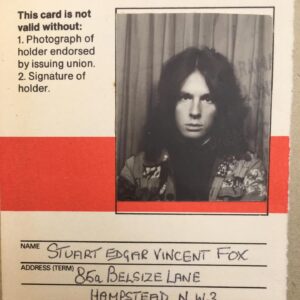 This card is not
valid without:
1. Photograph of
holder endorsed
by issuing union.
2. Signature of
holder.
NAME STUART EDGAR VINCENT FOX
ADDRESS (TERM) 86a BELSIZE LANE
HAMPSTEAD N.W.3